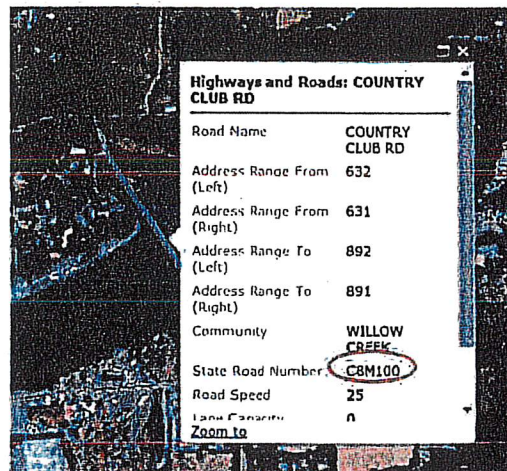 Highways and Roads: COUNTRY
CLUB RD
Road Name COUNTRY
CLUB RD
Address Range From 632
(Left)
Address Range From 631
(Right)
Address Range To 892
(Left)
Address Range To 891
(Right)
Community WILLOW
CREEK
State Road Number C8M100
Road Speed 25
Lane Capacity 0
Zoom to